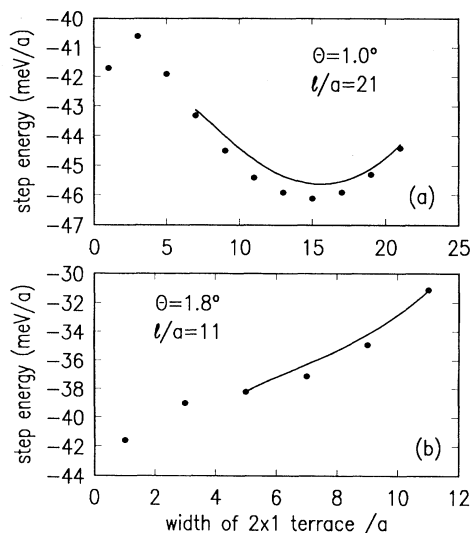 −40
−41
−42
−43
−44
−45
−46
−47
step energy (meV/a)
Θ=1.0°
ℓ/a=21
(a)
0 5 10 15 20 25
−30
−32
−34
−36
−38
−40
−42
−44
step energy (meV/a)
Θ=1.8°
ℓ/a=11
(b)
0 2 4 6 8 10 12
width of 2x1 terrace /a